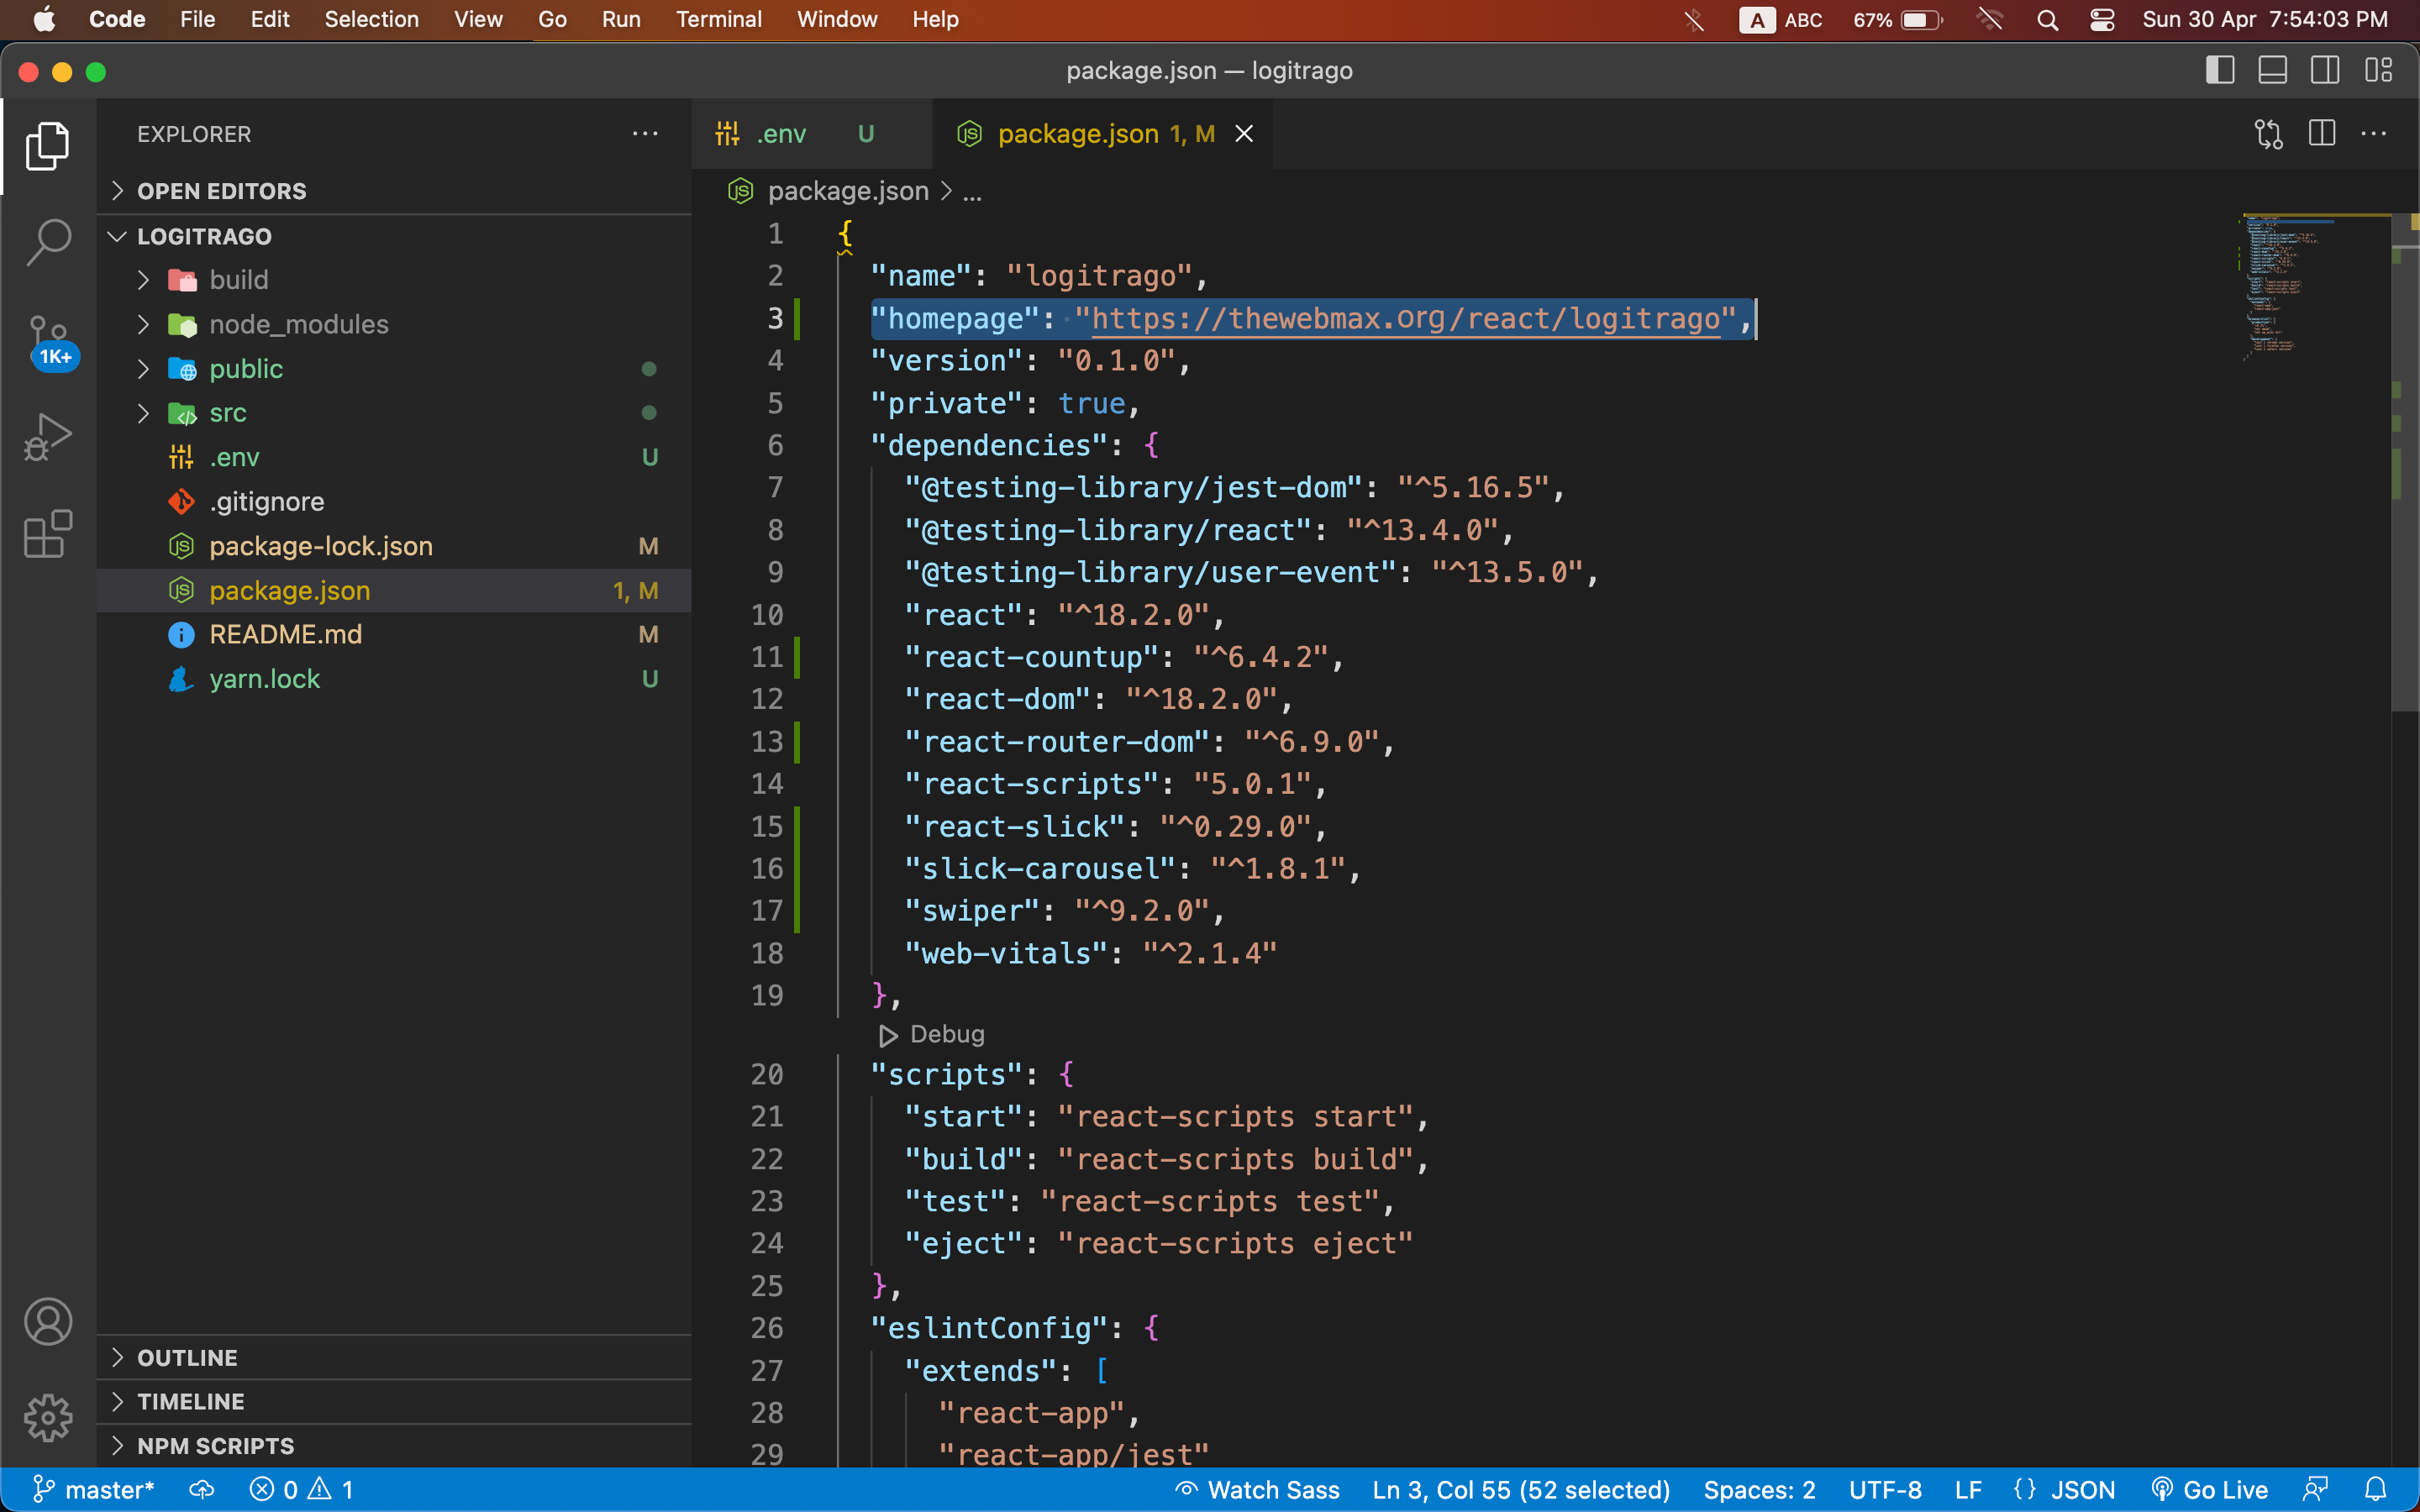 Code File Edit Selection View Go Run Terminal Window Help A ABC 67% Sun 30 Apr 7:54:03 PM
package.json — logitrago
EXPLORER
OPEN EDITORS
LOGITRAGO
build
node_modules
public
src
.env U
.gitignore
package-lock.json M
package.json 1, M
README.md M
yarn.lock U
OUTLINE
TIMELINE
NPM SCRIPTS
1K+
.env U package.json 1, M
package.json > ...
1 {
2 "name": "logitrago",
3 "homepage": "https://thewebmax.org/react/logitrago",
4 "version": "0.1.0",
5 "private": true,
6 "dependencies": {
7 "@testing-library/jest-dom": "^5.16.5",
8 "@testing-library/react": "^13.4.0",
9 "@testing-library/user-event": "^13.5.0",
10 "react": "^18.2.0",
11 "react-countup": "^6.4.2",
12 "react-dom": "^18.2.0",
13 "react-router-dom": "^6.9.0",
14 "react-scripts": "5.0.1",
15 "react-slick": "^0.29.0",
16 "slick-carousel": "^1.8.1",
17 "swiper": "^9.2.0",
18 "web-vitals": "^2.1.4"
19 },
Debug
20 "scripts": {
21 "start": "react-scripts start",
22 "build": "react-scripts build",
23 "test": "react-scripts test",
24 "eject": "react-scripts eject"
25 },
26 "eslintConfig": {
27 "extends": [
28 "react-app",
29 "react-app/jest"
master* 0 1 Watch Sass Ln 3, Col 55 (52 selected) Spaces: 2 UTF-8 LF {} JSON Go Live